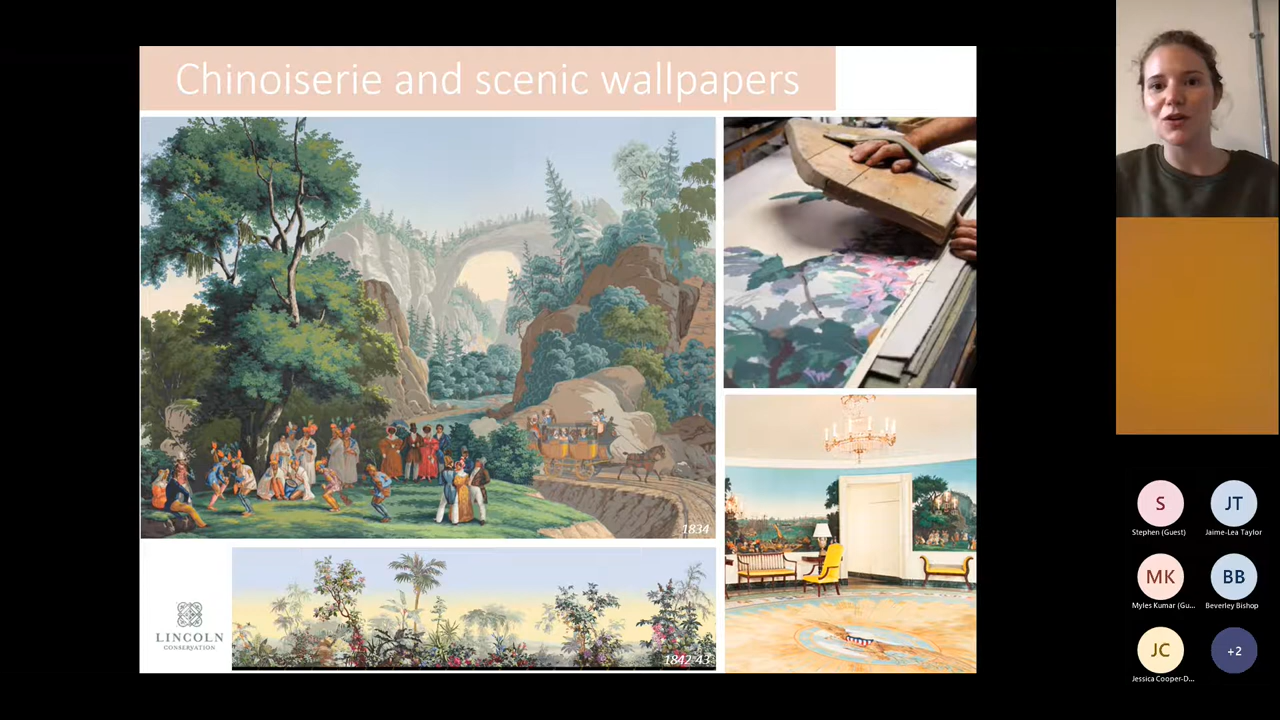 Chinoiserie and scenic wallpapers
1834
LINCOLN
CONSERVATION
1842-43
S
Stephen (Guest)
JT
Jaime-Lea Taylor
MK
Myles Kumar (Gu...
BB
Beverley Bishop
JC
Jessica Cooper-D...
+2